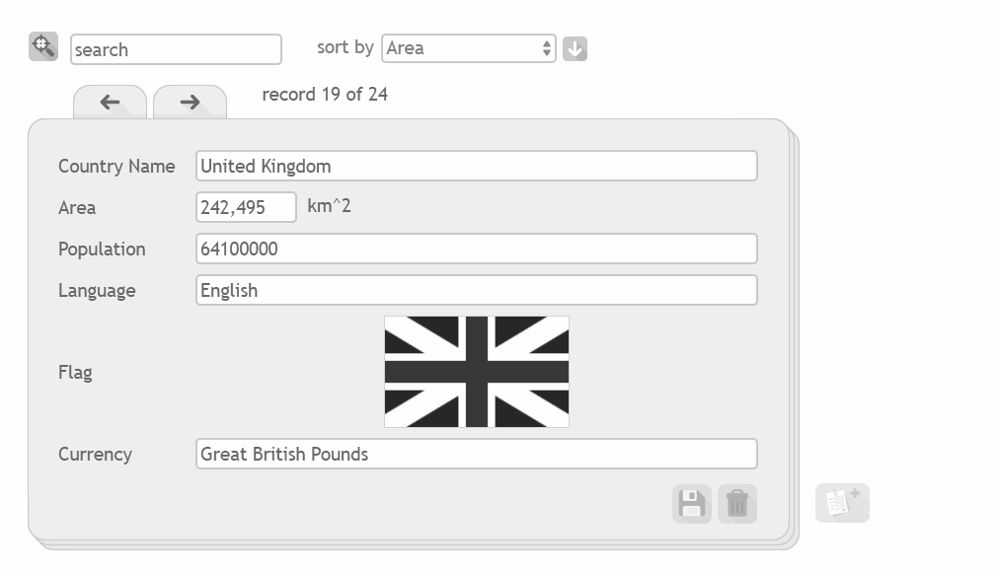 search
sort by Area
record 19 of 24
Country Name United Kingdom
Area 242,495 km^2
Population 64100000
Language English
Flag
Currency Great British Pounds